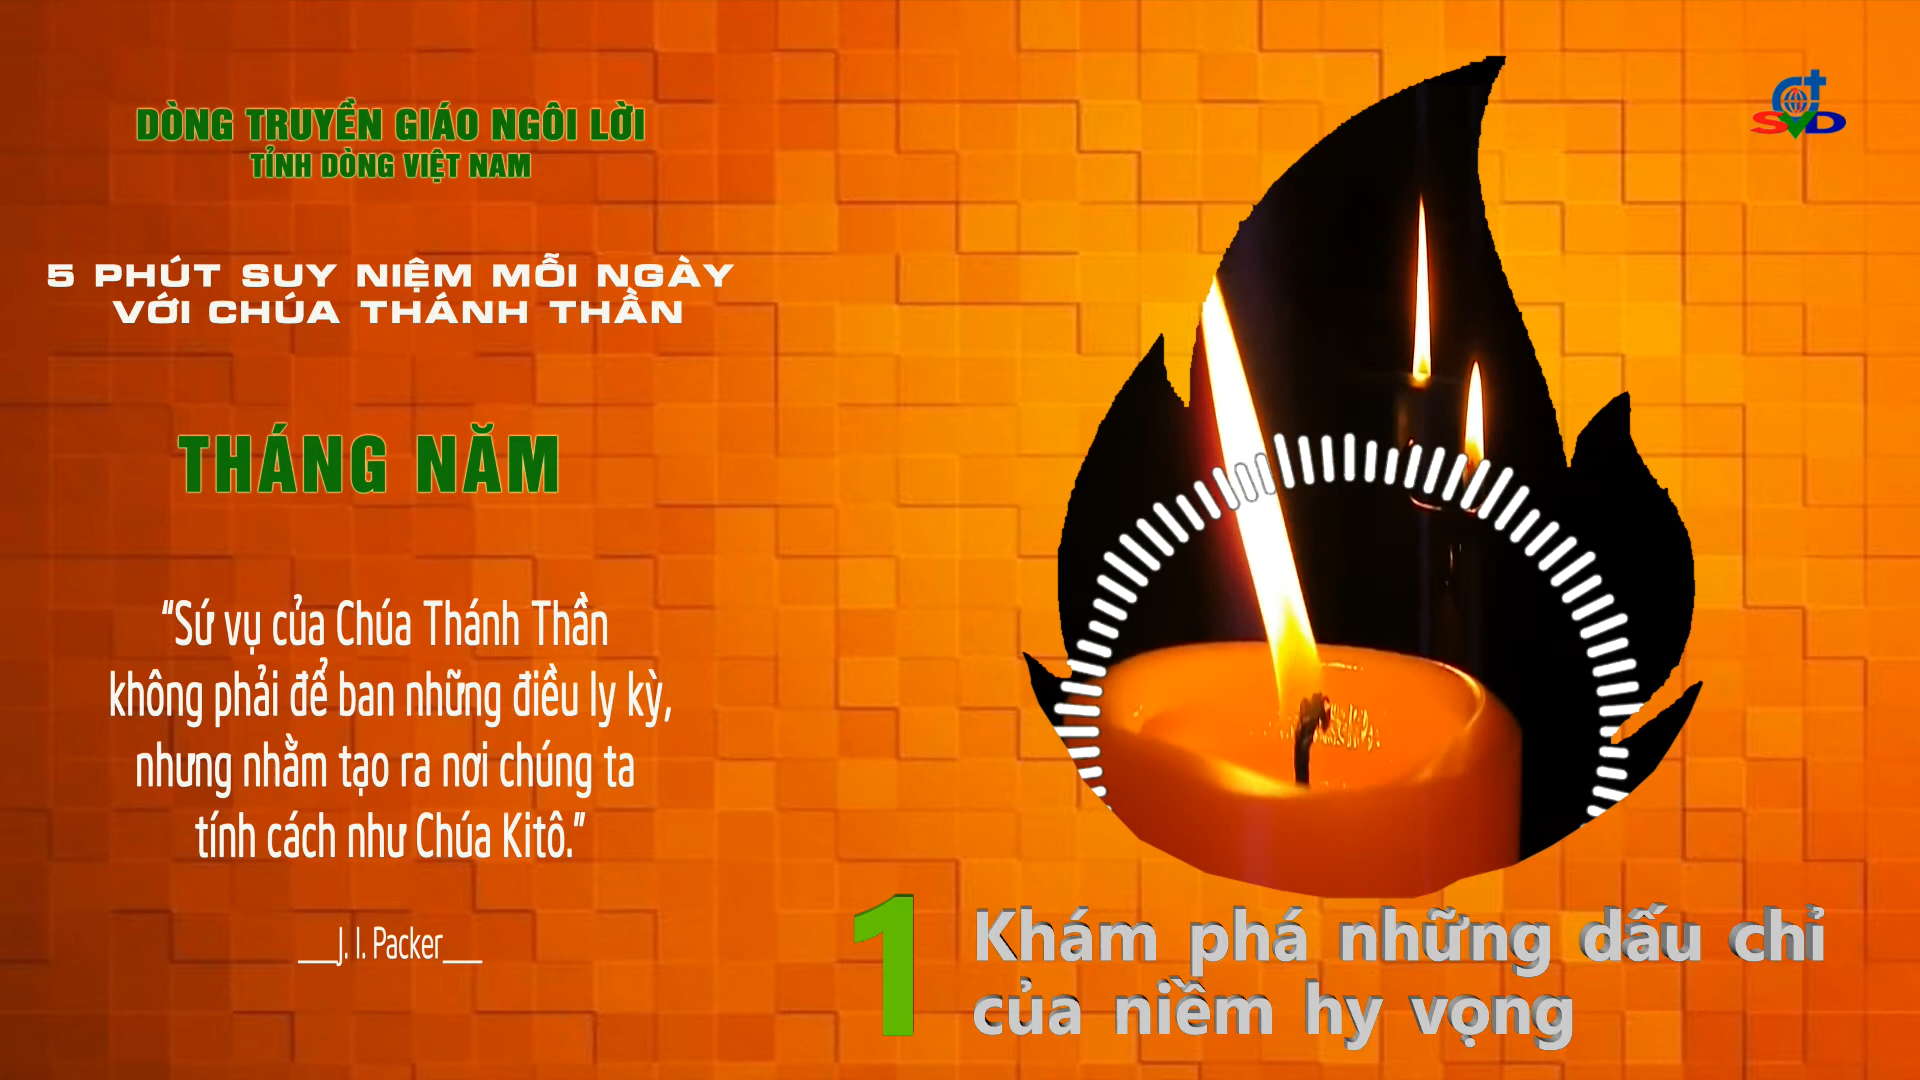 DÒNG TRUYỀN GIÁO NGÔI LỜI
TỈNH DÒNG VIỆT NAM
5 PHÚT SUY NIỆM MỖI NGÀY
VỚI CHÚA THÁNH THẦN
THÁNG NĂM
"Sứ vụ của Chúa Thánh Thần
không phải để ban những điều ly kỳ,
nhưng nhằm tạo ra nơi chúng ta
tính cách như Chúa Kitô."
___J. I. Packer___
SVD
1
Khám phá những dấu chỉ
của niềm hy vọng